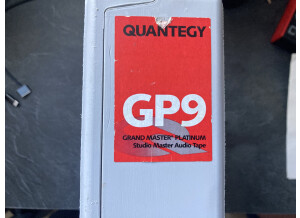 QUANTEGY
GP9
GRAND MASTER® PLATINUM
Studio Master Audio Tape